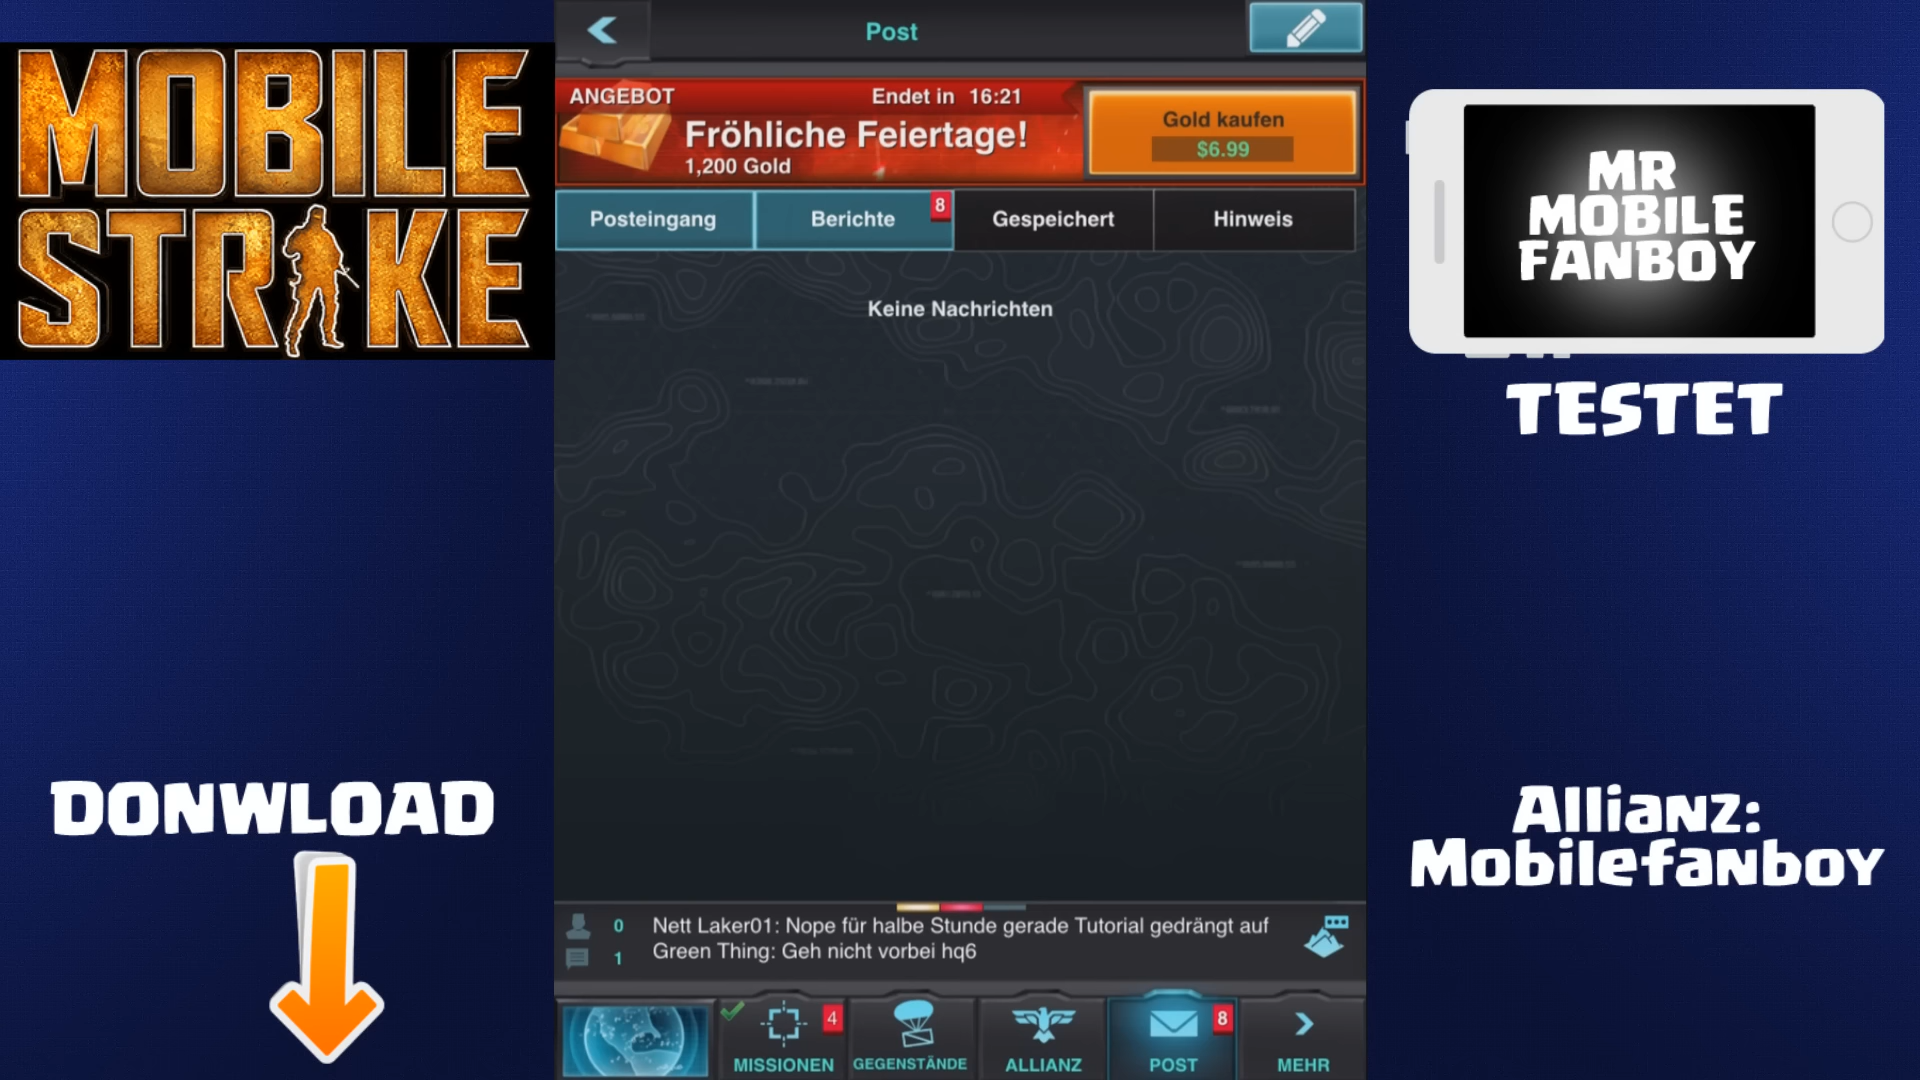 MOBILE
STRIKE
DONWLOAD
Post
ANGEBOT
Endet in 16:21
Fröhliche Feiertage!
1,200 Gold
Gold kaufen
$6.99
Posteingang
Berichte
8
Gespeichert
Hinweis
Keine Nachrichten
0
Nett Laker01: Nope für halbe Stunde gerade Tutorial gedrängt auf
1
Green Thing: Geh nicht vorbei hq6
4
MISSIONEN
GEGENSTÄNDE
ALLIANZ
8
POST
MEHR
MR
MOBILE
FANBOY
TESTET
Allianz:
Mobilefanboy